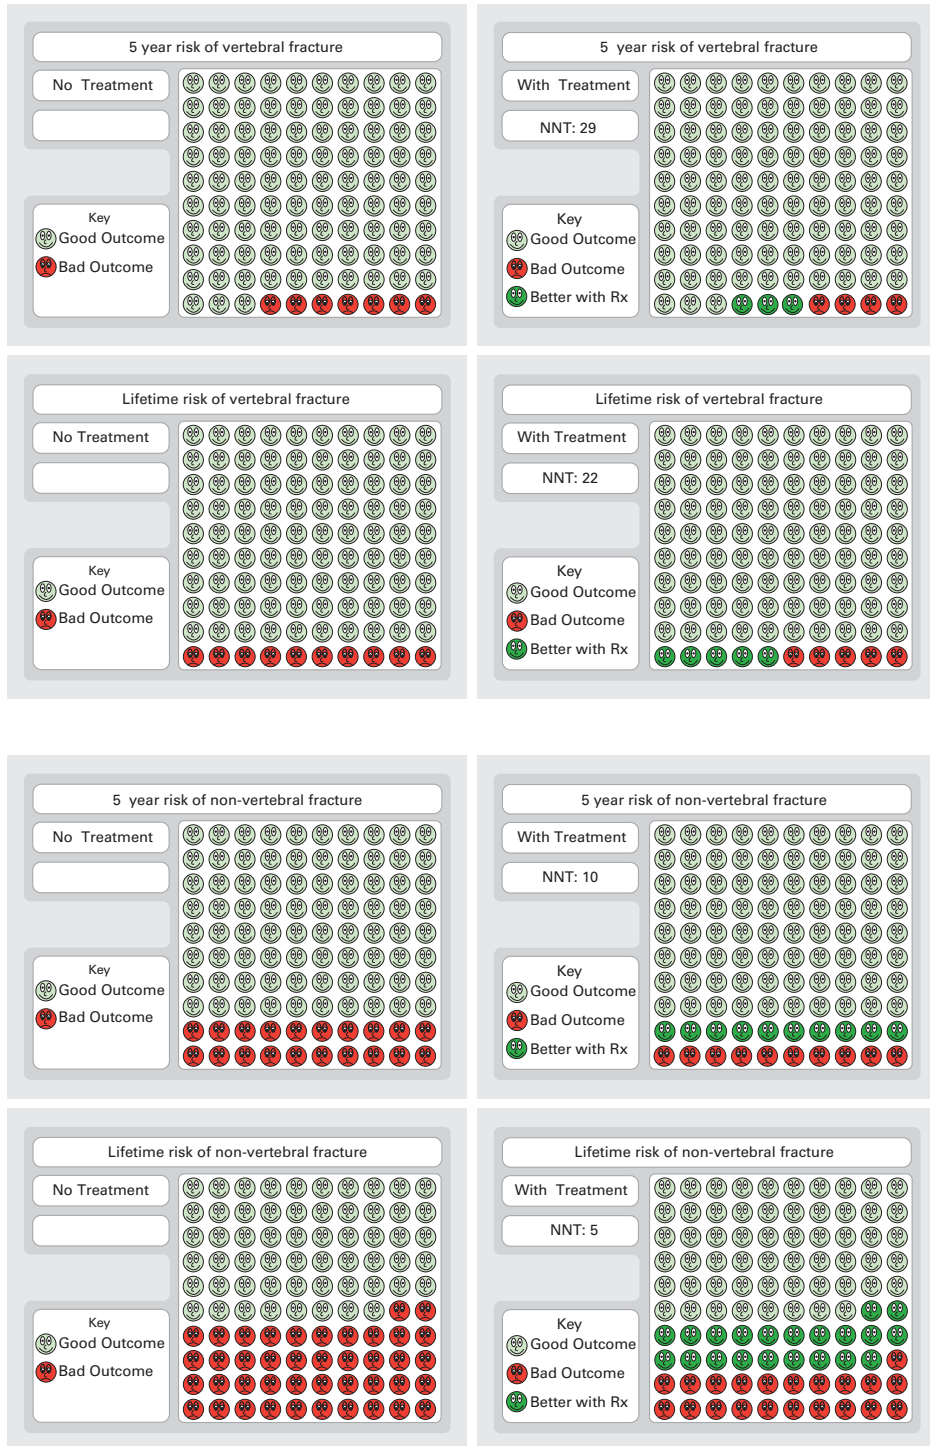 5 year risk of vertebral fracture
No Treatment
Key
Good Outcome
Bad Outcome
5 year risk of vertebral fracture
With Treatment
NNT: 29
Key
Good Outcome
Bad Outcome
Better with Rx
Lifetime risk of vertebral fracture
No Treatment
Key
Good Outcome
Bad Outcome
Lifetime risk of vertebral fracture
With Treatment
NNT: 22
Key
Good Outcome
Bad Outcome
Better with Rx
5 year risk of non-vertebral fracture
No Treatment
Key
Good Outcome
Bad Outcome
5 year risk of non-vertebral fracture
With Treatment
NNT: 10
Key
Good Outcome
Bad Outcome
Better with Rx
Lifetime risk of non-vertebral fracture
No Treatment
Key
Good Outcome
Bad Outcome
Lifetime risk of non-vertebral fracture
With Treatment
NNT: 5
Key
Good Outcome
Bad Outcome
Better with Rx